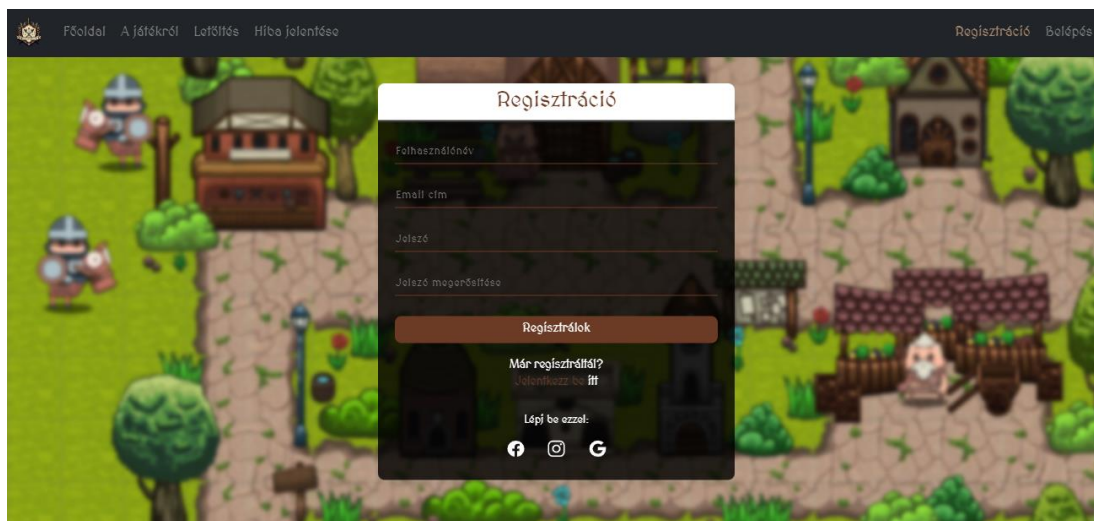 Főoldal A játékról Letöltés Hiba jelentése Regisztráció Belépés
Regisztráció
Felhasználónév
Email cím
Jelszó
Jelszó megerősítése
Regisztrálok
Már regisztráltál?
Jelentkezz be itt
Lépj be ezzel: